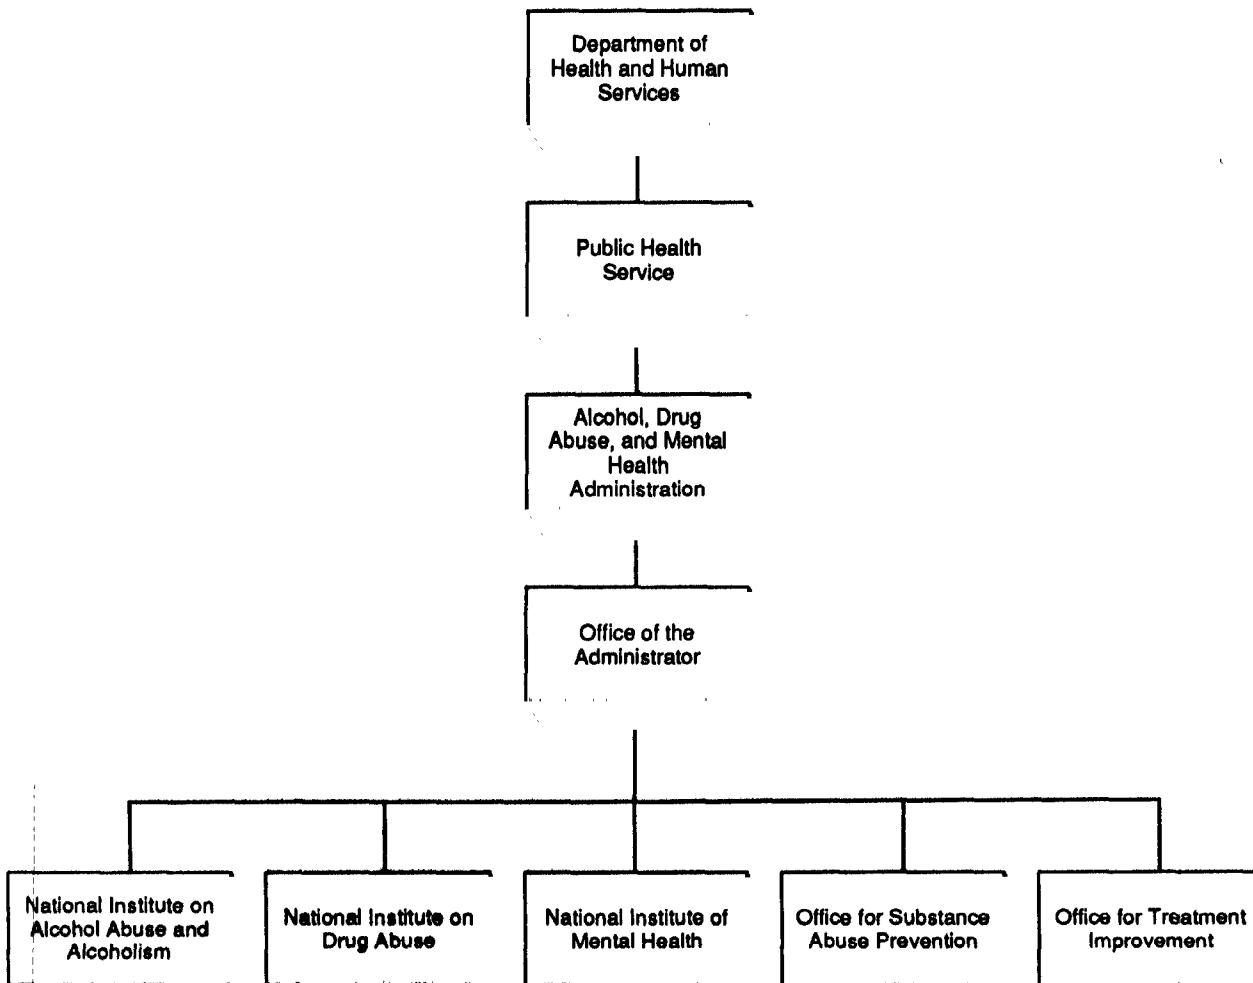 Department of
Health and Human
Services
Public Health
Service
Alcohol, Drug
Abuse, and Mental
Health
Administration
Office of the
Administrator
National Institute on
Alcohol Abuse and
Alcoholism
National Institute on
Drug Abuse
National Institute of
Mental Health
Office for Substance
Abuse Prevention
Office for Treatment
Improvement